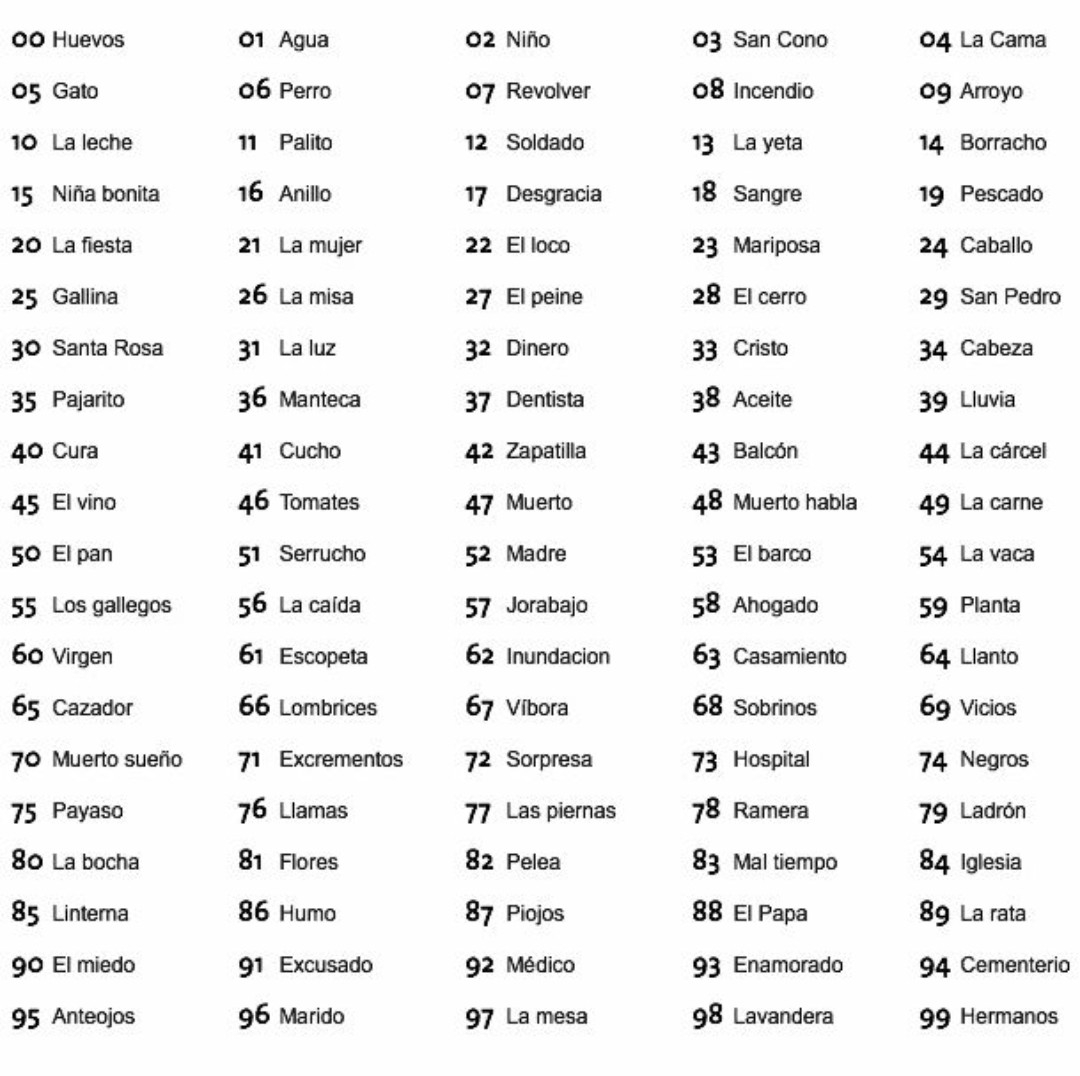 00 Huevos 01 Agua 02 Niño 03 San Cono 04 La Cama
05 Gato 06 Perro 07 Revolver 08 Incendio 09 Arroyo
10 La leche 11 Palito 12 Soldado 13 La yeta 14 Borracho
15 Niña bonita 16 Anillo 17 Desgracia 18 Sangre 19 Pescado
20 La fiesta 21 La mujer 22 El loco 23 Mariposa 24 Caballo
25 Gallina 26 La misa 27 El peine 28 El cerro 29 San Pedro
30 Santa Rosa 31 La luz 32 Dinero 33 Cristo 34 Cabeza
35 Pajarito 36 Manteca 37 Dentista 38 Aceite 39 Lluvia
40 Cura 41 Cucho 42 Zapatilla 43 Balcón 44 La cárcel
45 El vino 46 Tomates 47 Muerto 48 Muerto habla 49 La carne
50 El pan 51 Serrucho 52 Madre 53 El barco 54 La vaca
55 Los gallegos 56 La caída 57 Jorabajo 58 Ahogado 59 Planta
60 Virgen 61 Escopeta 62 Inundacion 63 Casamiento 64 Llanto
65 Cazador 66 Lombrices 67 Víbora 68 Sobrinos 69 Vicios
70 Muerto sueño 71 Excrementos 72 Sorpresa 73 Hospital 74 Negros
75 Payaso 76 Llamas 77 Las piernas 78 Ramera 79 Ladrón
80 La bocha 81 Flores 82 Pelea 83 Mal tiempo 84 Iglesia
85 Linterna 86 Humo 87 Piojos 88 El Papa 89 La rata
90 El miedo 91 Excusado 92 Médico 93 Enamorado 94 Cementerio
95 Anteojos 96 Marido 97 La mesa 98 Lavandera 99 Hermanos